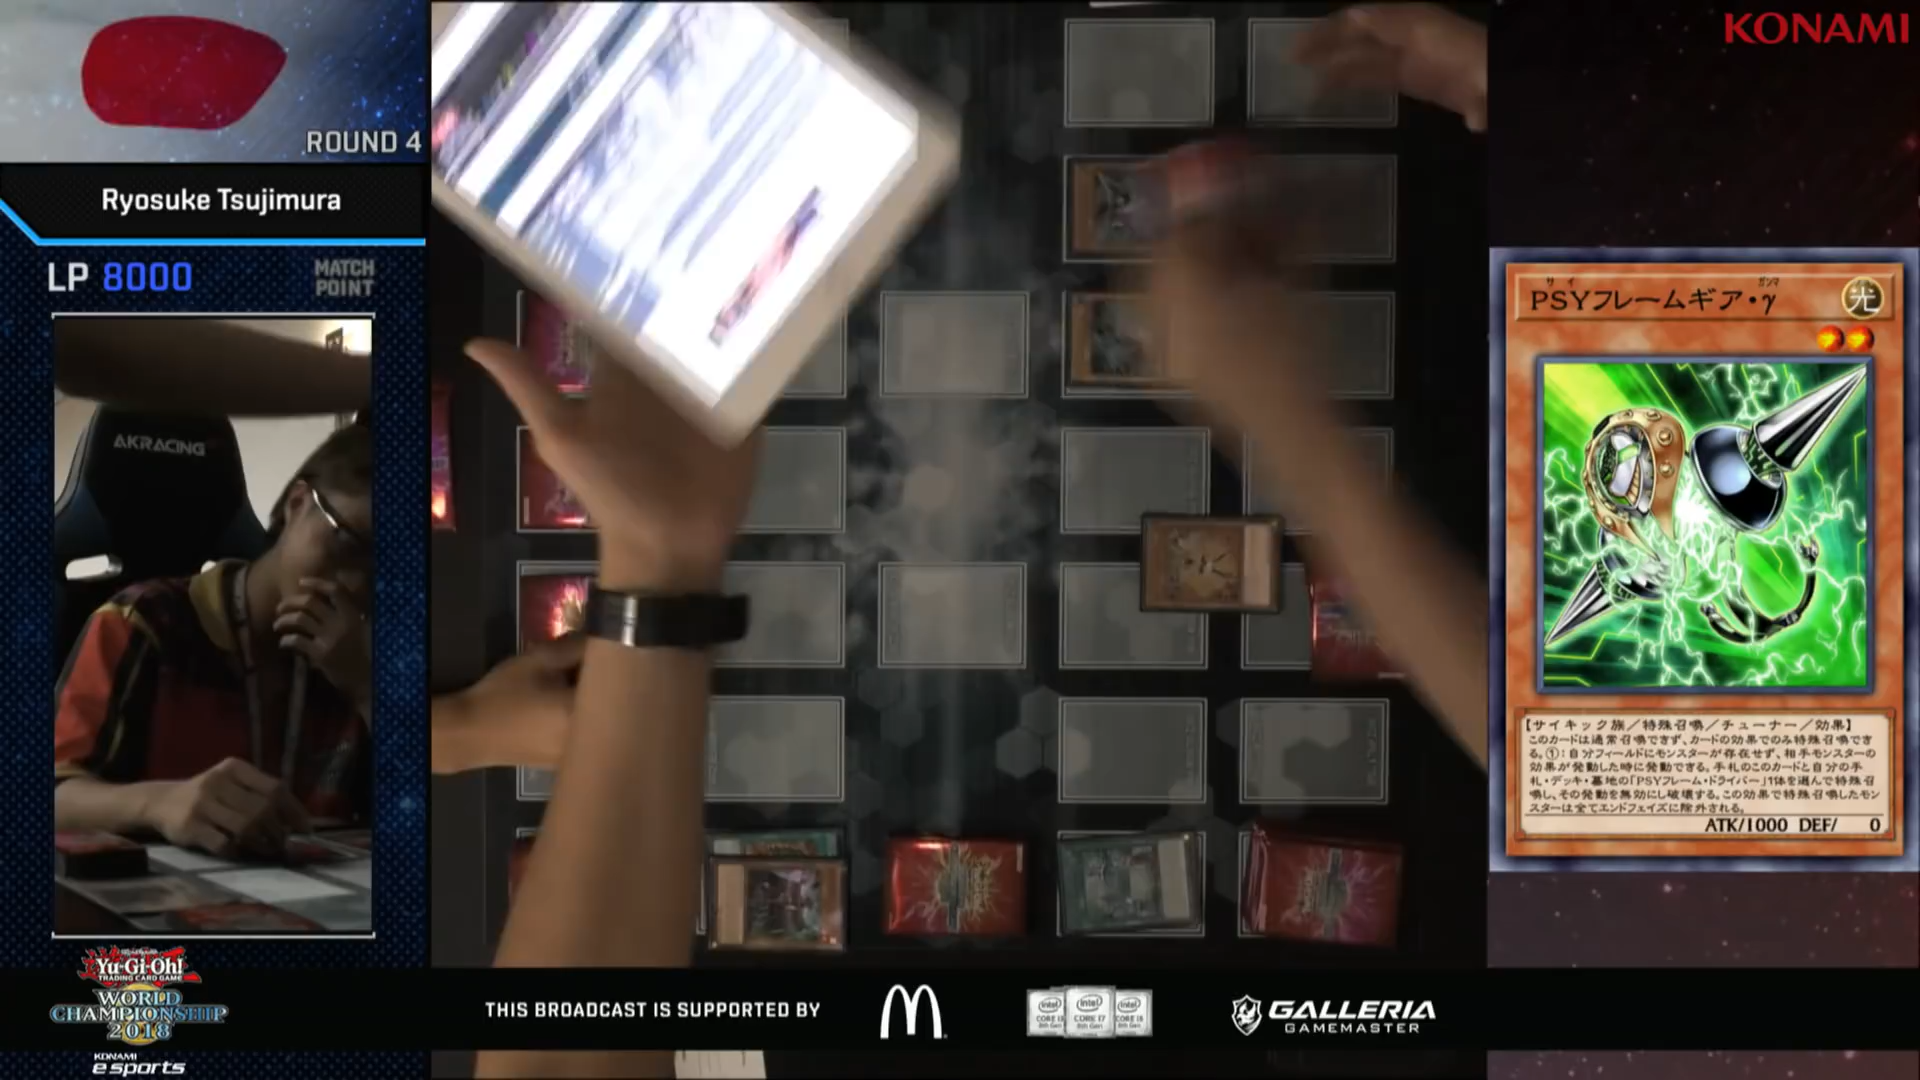 KONAMI
ROUND 4
Ryosuke Tsujimura
LP 8000
MATCH
POINT
AKRACING
サイ
ガンマ
PSYフレームギア・γ
光
【サイキック族／特殊召喚／チューナー／効果】
このカードは通常召喚できず、カードの効果でのみ特殊召喚でき
る。①：自分フィールドにモンスターが存在せず、相手モンスターの
効果が発動した時に発動できる。手札のこのカードと自分の手
札・デッキ・墓地の「PSYフレーム・ドライバー」1体を選んで特殊召
喚し、その発動を無効にし破壊する。この効果で特殊召喚したモン
スターは全てエンドフェイズに除外される。
ATK/1000 DEF/ 0
Yu-Gi-Oh!
TRADING CARD GAME
WORLD
CHAMPIONSHIP
2018
KONAMI
esports
THIS BROADCAST IS SUPPORTED BY
intel
CORE i7
8th Gen
GALLERIA
GAMEMASTER